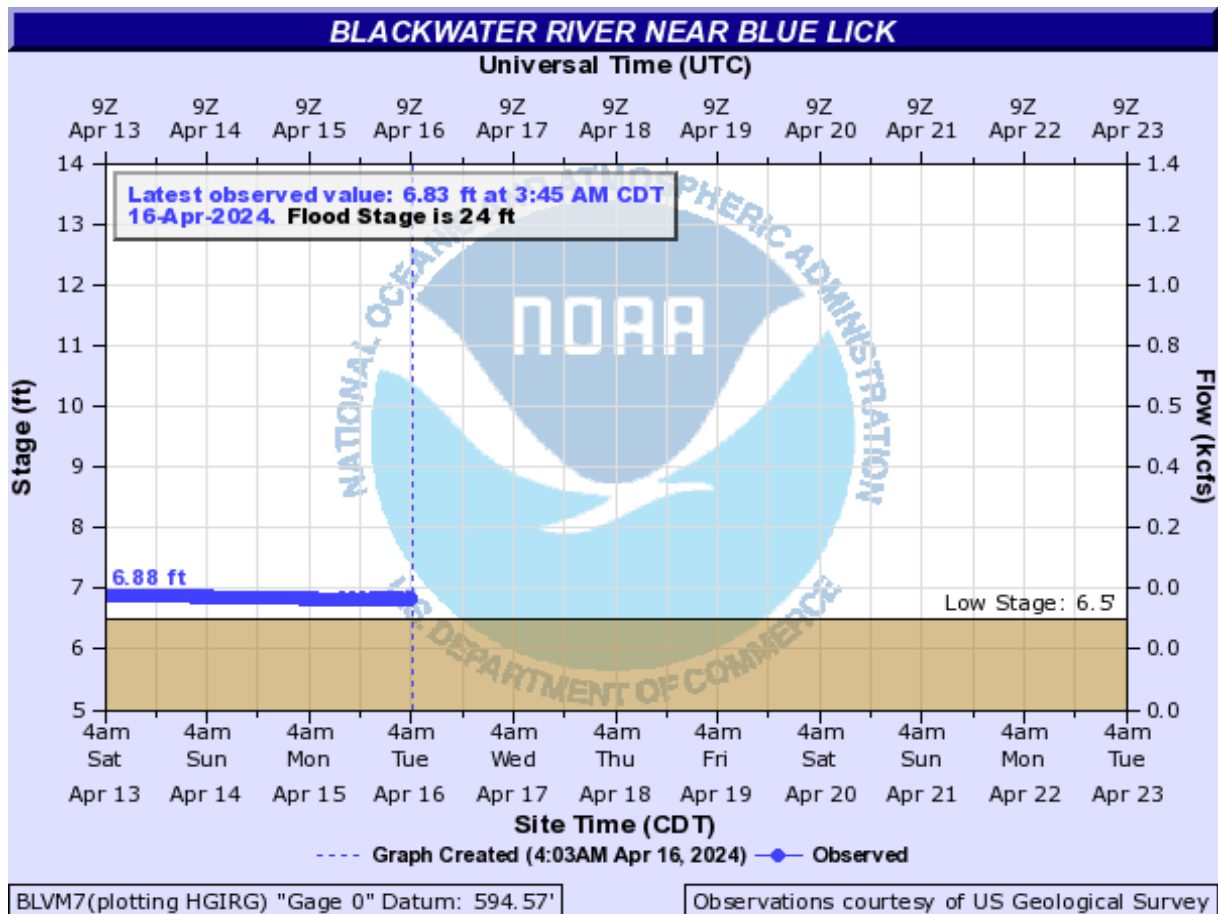 BLACKWATER RIVER NEAR BLUE LICK
Universal Time (UTC)
9Z 9Z 9Z 9Z 9Z 9Z 9Z 9Z 9Z 9Z 9Z
Apr 13 Apr 14 Apr 15 Apr 16 Apr 17 Apr 18 Apr 19 Apr 20 Apr 21 Apr 22 Apr 23
Latest observed value: 6.83 ft at 3:45 AM CDT
16-Apr-2024. Flood Stage is 24 ft
14 1.4
13 1.2
12 1.0
11 0.8
10 0.5
9 0.4
8 0.2
7 0.0
6 0.0
5 0.0
Stage (ft)
Flow (kcfs)
NATIONAL OCEANIC AND ATMOSPHERIC ADMINISTRATION
NOAA
U.S. DEPARTMENT OF COMMERCE
6.88 ft
Low Stage: 6.5'
4am 4am 4am 4am 4am 4am 4am 4am 4am 4am 4am
Sat Sun Mon Tue Wed Thu Fri Sat Sun Mon Tue
Apr 13 Apr 14 Apr 15 Apr 16 Apr 17 Apr 18 Apr 19 Apr 20 Apr 21 Apr 22 Apr 23
Site Time (CDT)
Graph Created (4:03AM Apr 16, 2024) Observed
BLVM7(plotting HGIRG) "Gage 0" Datum: 594.57'
Observations courtesy of US Geological Survey